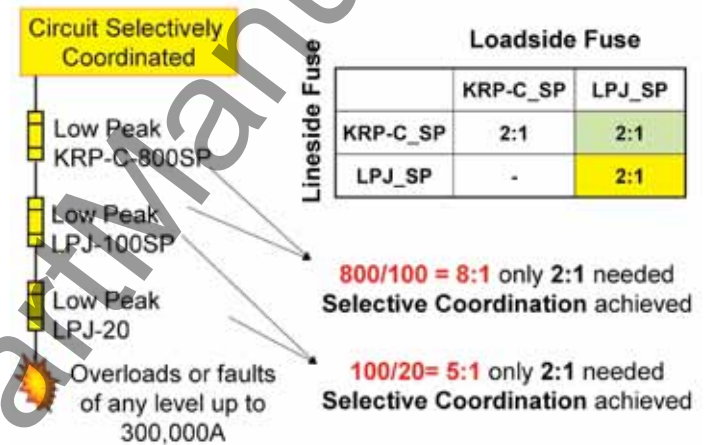 Circuit Selectively
Coordinated
Low Peak
KRP-C-800SP
Low Peak
LPJ-100SP
Low Peak
LPJ-20
Overloads or faults
of any level up to
300,000A
Loadside Fuse
Lineside Fuse
KRP-C_SP LPJ_SP
KRP-C_SP 2:1 2:1
LPJ_SP - 2:1
800/100 = 8:1 only 2:1 needed
Selective Coordination achieved
100/20= 5:1 only 2:1 needed
Selective Coordination achieved